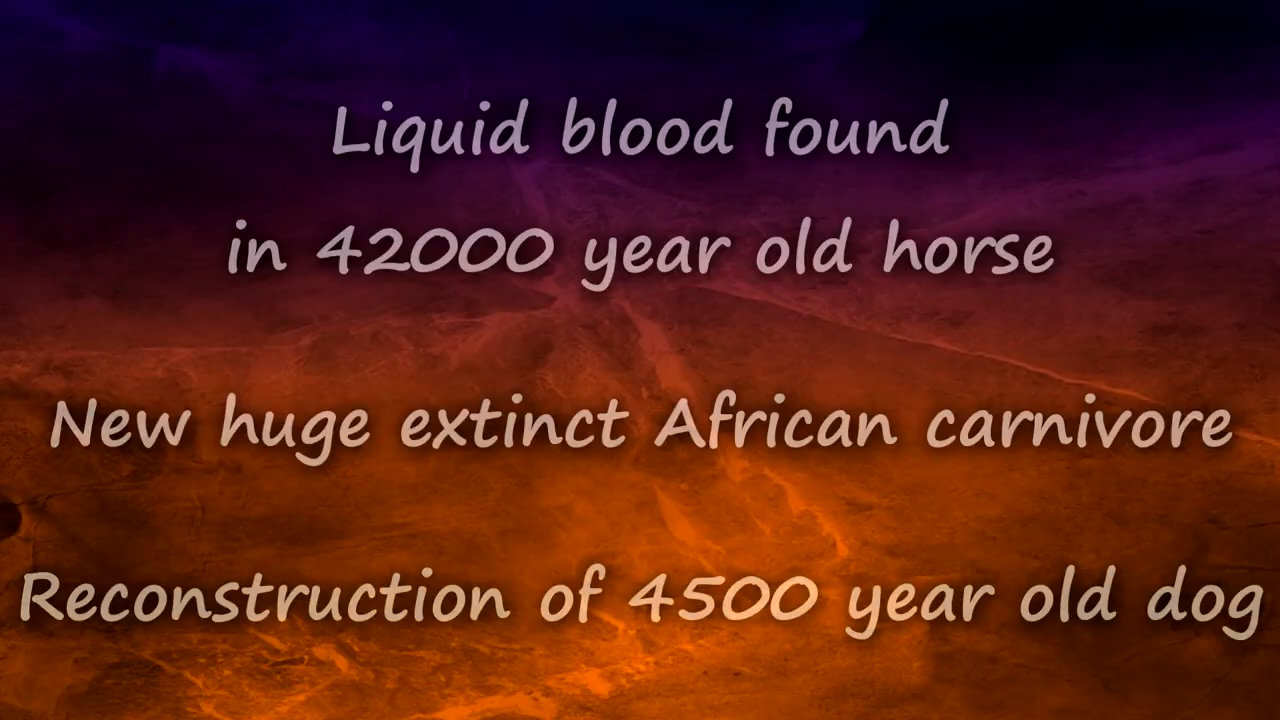 Liquid blood found
in 42000 year old horse
New huge extinct African carnivore
Reconstruction of 4500 year old dog